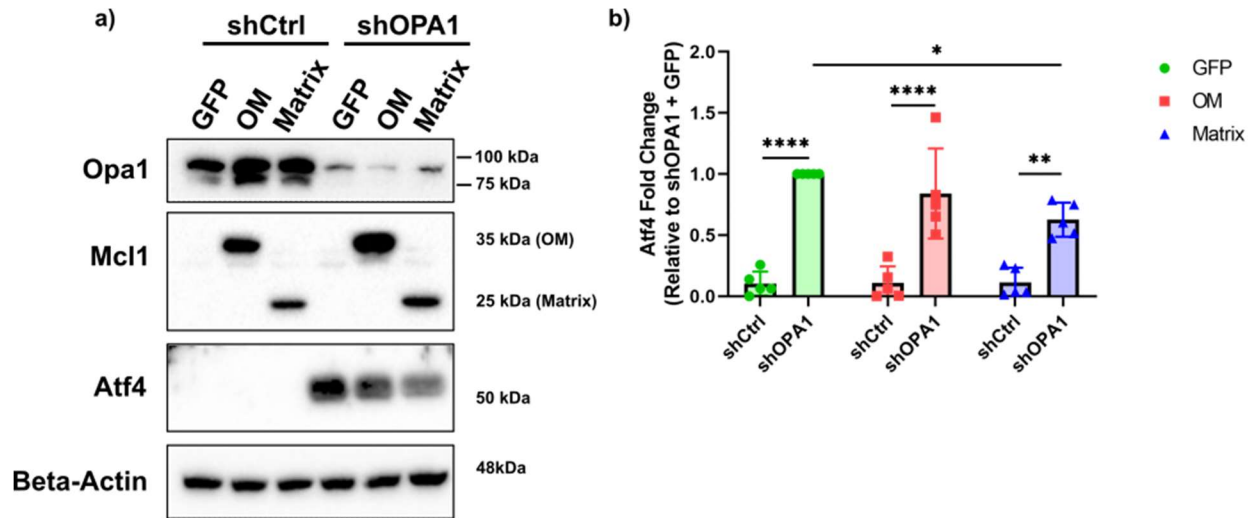 a)
shCtrl shOPA1
GFP OM Matrix GFP OM Matrix
Opa1
100 kDa
75 kDa
Mcl1
35 kDa (OM)
25 kDa (Matrix)
Atf4
50 kDa
Beta-Actin
48kDa
b)
Atf4 Fold Change
(Relative to shOPA1 + GFP)
2.0
1.5
1.0
0.5
0.0
*
****
****
**
shCtrl shOPA1 shCtrl shOPA1 shCtrl shOPA1
GFP
OM
Matrix